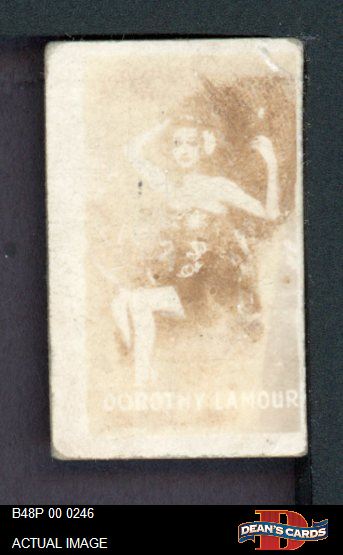 DOROTHY LAMOUR
B48P 00 0246
ACTUAL IMAGE
DEAN'S CARDS